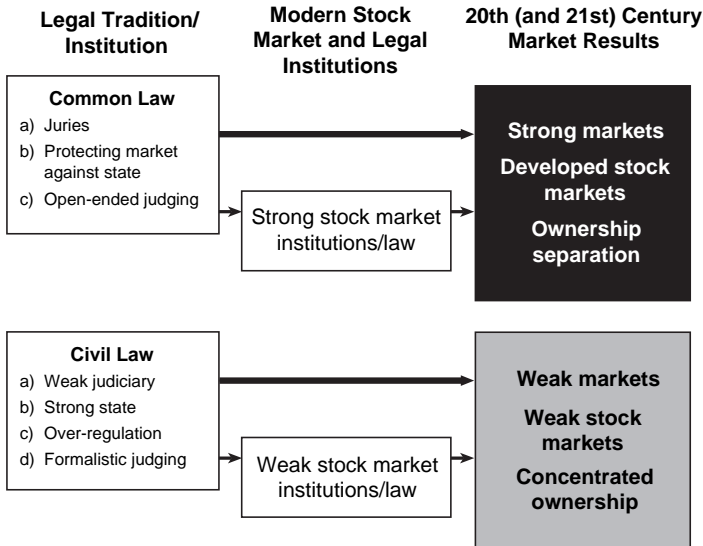 Legal Tradition/
Institution
Modern Stock
Market and Legal
Institutions
20th (and 21st) Century
Market Results
Common Law
a) Juries
b) Protecting market
against state
c) Open-ended judging
Strong stock market
institutions/law
Strong markets
Developed stock
markets
Ownership
separation
Civil Law
a) Weak judiciary
b) Strong state
c) Over-regulation
d) Formalistic judging
Weak stock market
institutions/law
Weak markets
Weak stock
markets
Concentrated
ownership